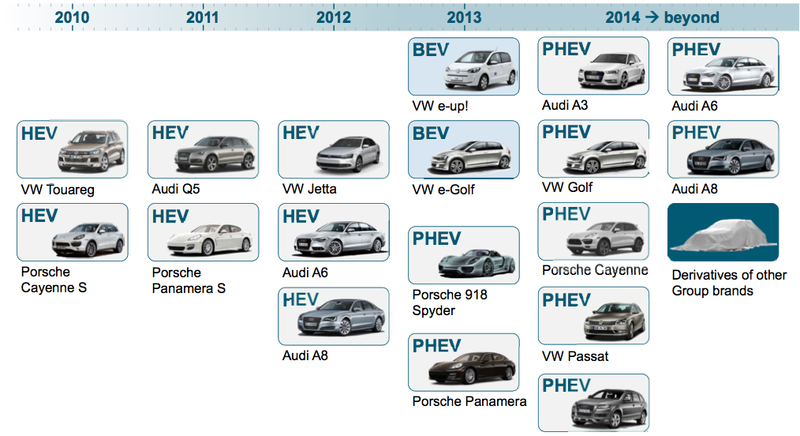 2010 2011 2012 2013 2014 → beyond
BEV PHEV PHEV
VW e-up! Audi A3 Audi A6
HEV HEV HEV BEV PHEV PHEV
VW Touareg Audi Q5 VW Jetta VW e-Golf VW Golf Audi A8
HEV HEV HEV PHEV PHEV
Porsche Cayenne S Porsche Panamera S Audi A6 Porsche 918 Spyder Porsche Cayenne Derivatives of other Group brands
HEV PHEV PHEV
Audi A8 Porsche Panamera VW Passat
PHEV